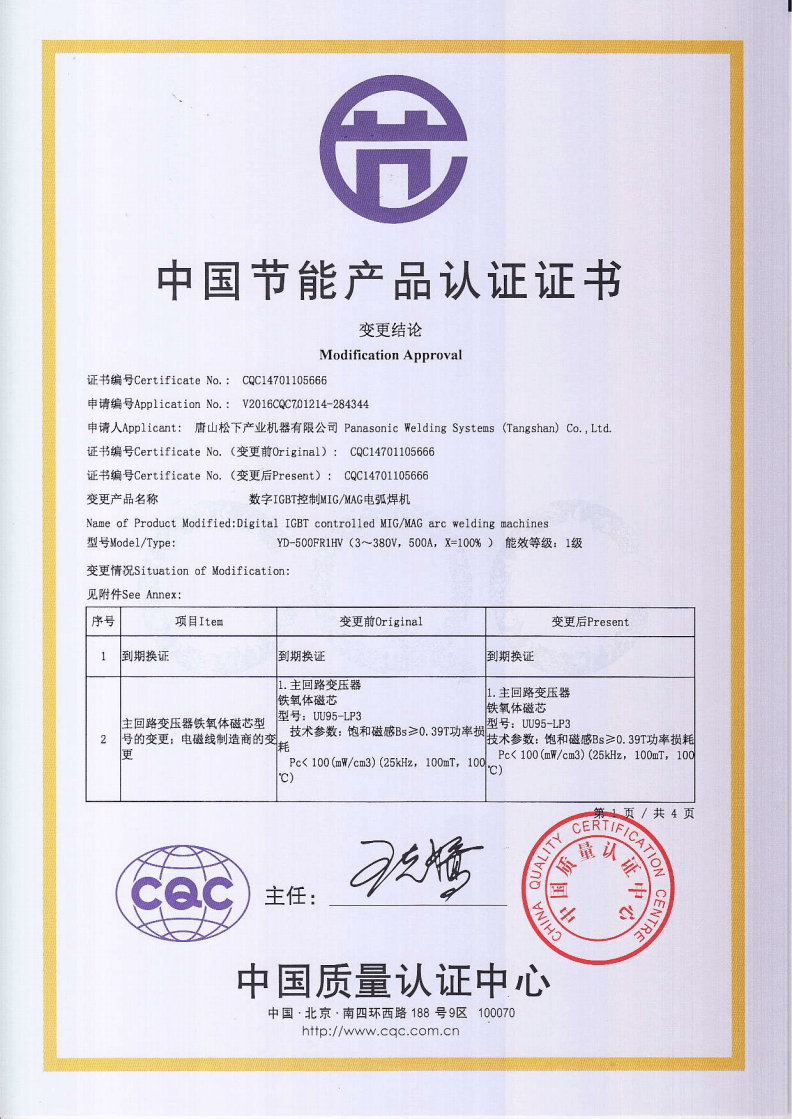 中国节能产品认证证书
变更结论
Modification Approval
证书编号Certificate No.: CQC14701105666
申请编号Application No.: V2016CQC701214-284344
申请人Applicant: 唐山松下产业机器有限公司 Panasonic Welding Systems (Tangshan) Co.,Ltd.
证书编号Certificate No.（变更前Original）: CQC14701105666
证书编号Certificate No.（变更后Present）: CQC14701105666
变更产品名称 数字IGBT控制MIG/MAG电弧焊机
Name of Product Modified:Digital IGBT controlled MIG/MAG arc welding machines
型号Model/Type: YD-500FR1HV（3～380V, 500A, X=100% ） 能效等级：1级
变更情况Situation of Modification:
见附件See Annex:
序号 项目Item 变更前Original 变更后Present
1 到期换证 到期换证 到期换证
2
主回路变压器铁氧体磁芯型
号的变更；电磁线制造商的变
更
1.主回路变压器
铁氧体磁芯
型号：UU95-LP3
技术参数：饱和磁感Bs≥0.39T功率损
耗
Pc<100(mW/cm3)(25kHz, 100mT, 100
℃)
1.主回路变压器
铁氧体磁芯
型号：UU95-LP3
技术参数：饱和磁感Bs≥0.39T功率损耗
Pc<100(mW/cm3)(25kHz, 100mT, 100
℃)
第 1 页 / 共 4 页
CQC
主任：
CHINA QUALITY CERTIFICATION CENTRE
中国质量认证中心
中国质量认证中心
中国·北京·南四环西路 188 号9区 100070
http://www.cqc.com.cn